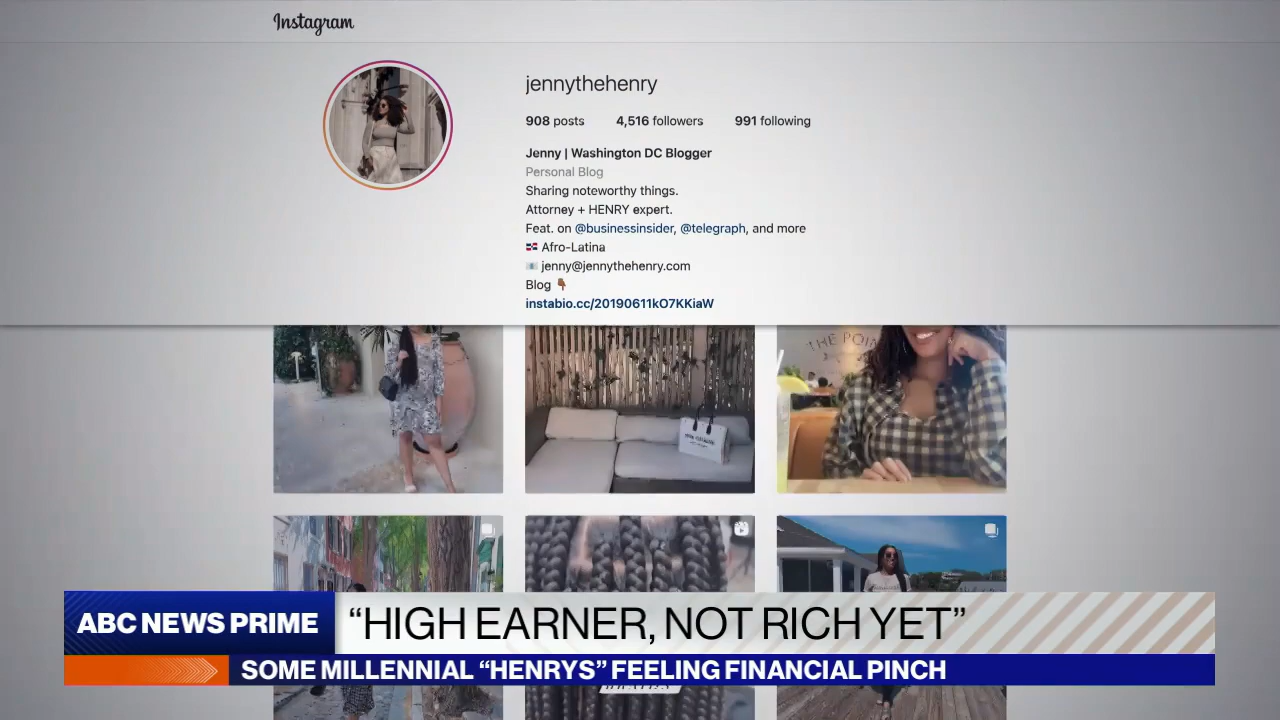 Instagram
jennythehenry
908 posts 4,516 followers 991 following
Jenny | Washington DC Blogger
Personal Blog
Sharing noteworthy things.
Attorney + HENRY expert.
Feat. on @businessinsider, @telegraph, and more
🇩🇴 Afro-Latina
📧 jenny@jennythehenry.com
Blog 👇🏾
instabio.cc/20190611kO7KKiaW
THE POIN
ABC NEWS PRIME
“HIGH EARNER, NOT RICH YET”
SOME MILLENNIAL “HENRYS” FEELING FINANCIAL PINCH